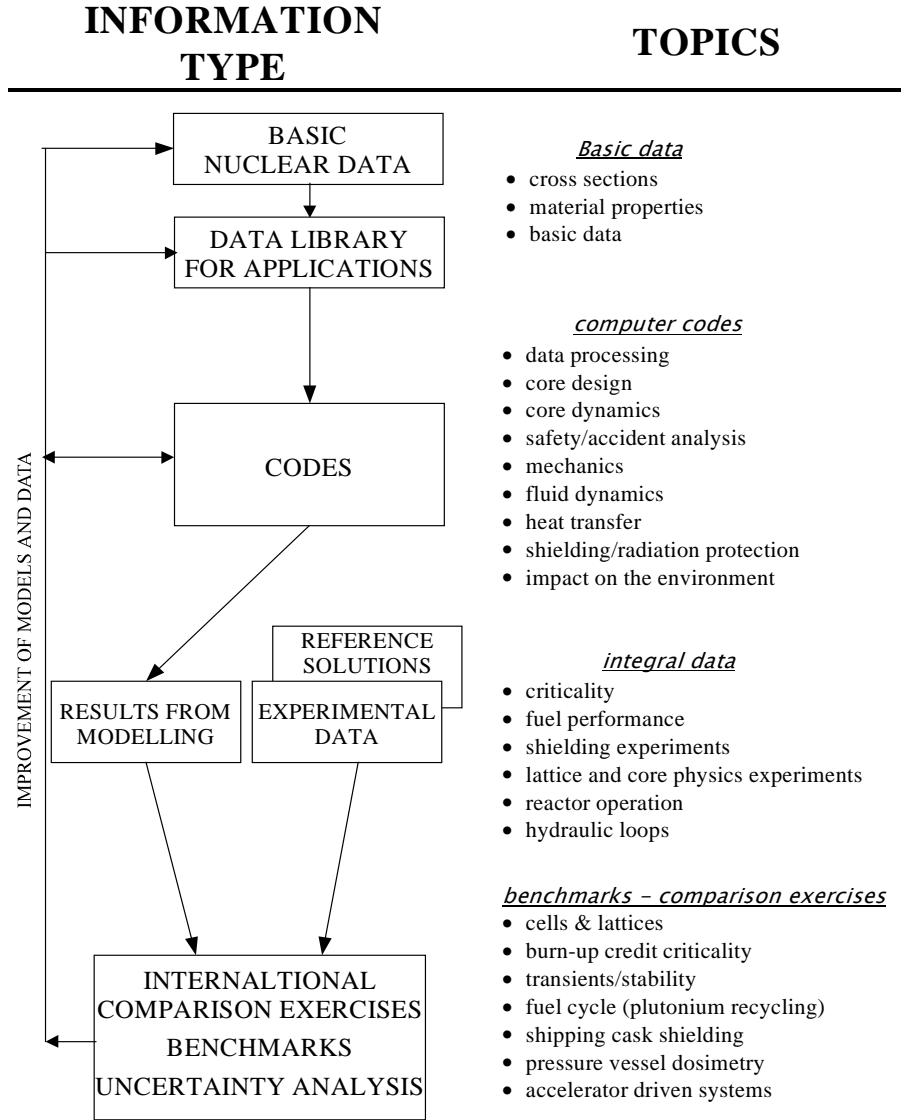 INFORMATION
TYPE
TOPICS
BASIC
NUCLEAR DATA
DATA LIBRARY
FOR APPLICATIONS
CODES
IMPROVEMENT OF MODELS AND DATA
REFERENCE
SOLUTIONS
RESULTS FROM
MODELLING
EXPERIMENTAL
DATA
INTERNALTIONAL
COMPARISON EXERCISES
BENCHMARKS
UNCERTAINTY ANALYSIS
Basic data
• cross sections
• material properties
• basic data
computer codes
• data processing
• core design
• core dynamics
• safety/accident analysis
• mechanics
• fluid dynamics
• heat transfer
• shielding/radiation protection
• impact on the environment
integral data
• criticality
• fuel performance
• shielding experiments
• lattice and core physics experiments
• reactor operation
• hydraulic loops
benchmarks – comparison exercises
• cells & lattices
• burn-up credit criticality
• transients/stability
• fuel cycle (plutonium recycling)
• shipping cask shielding
• pressure vessel dosimetry
• accelerator driven systems